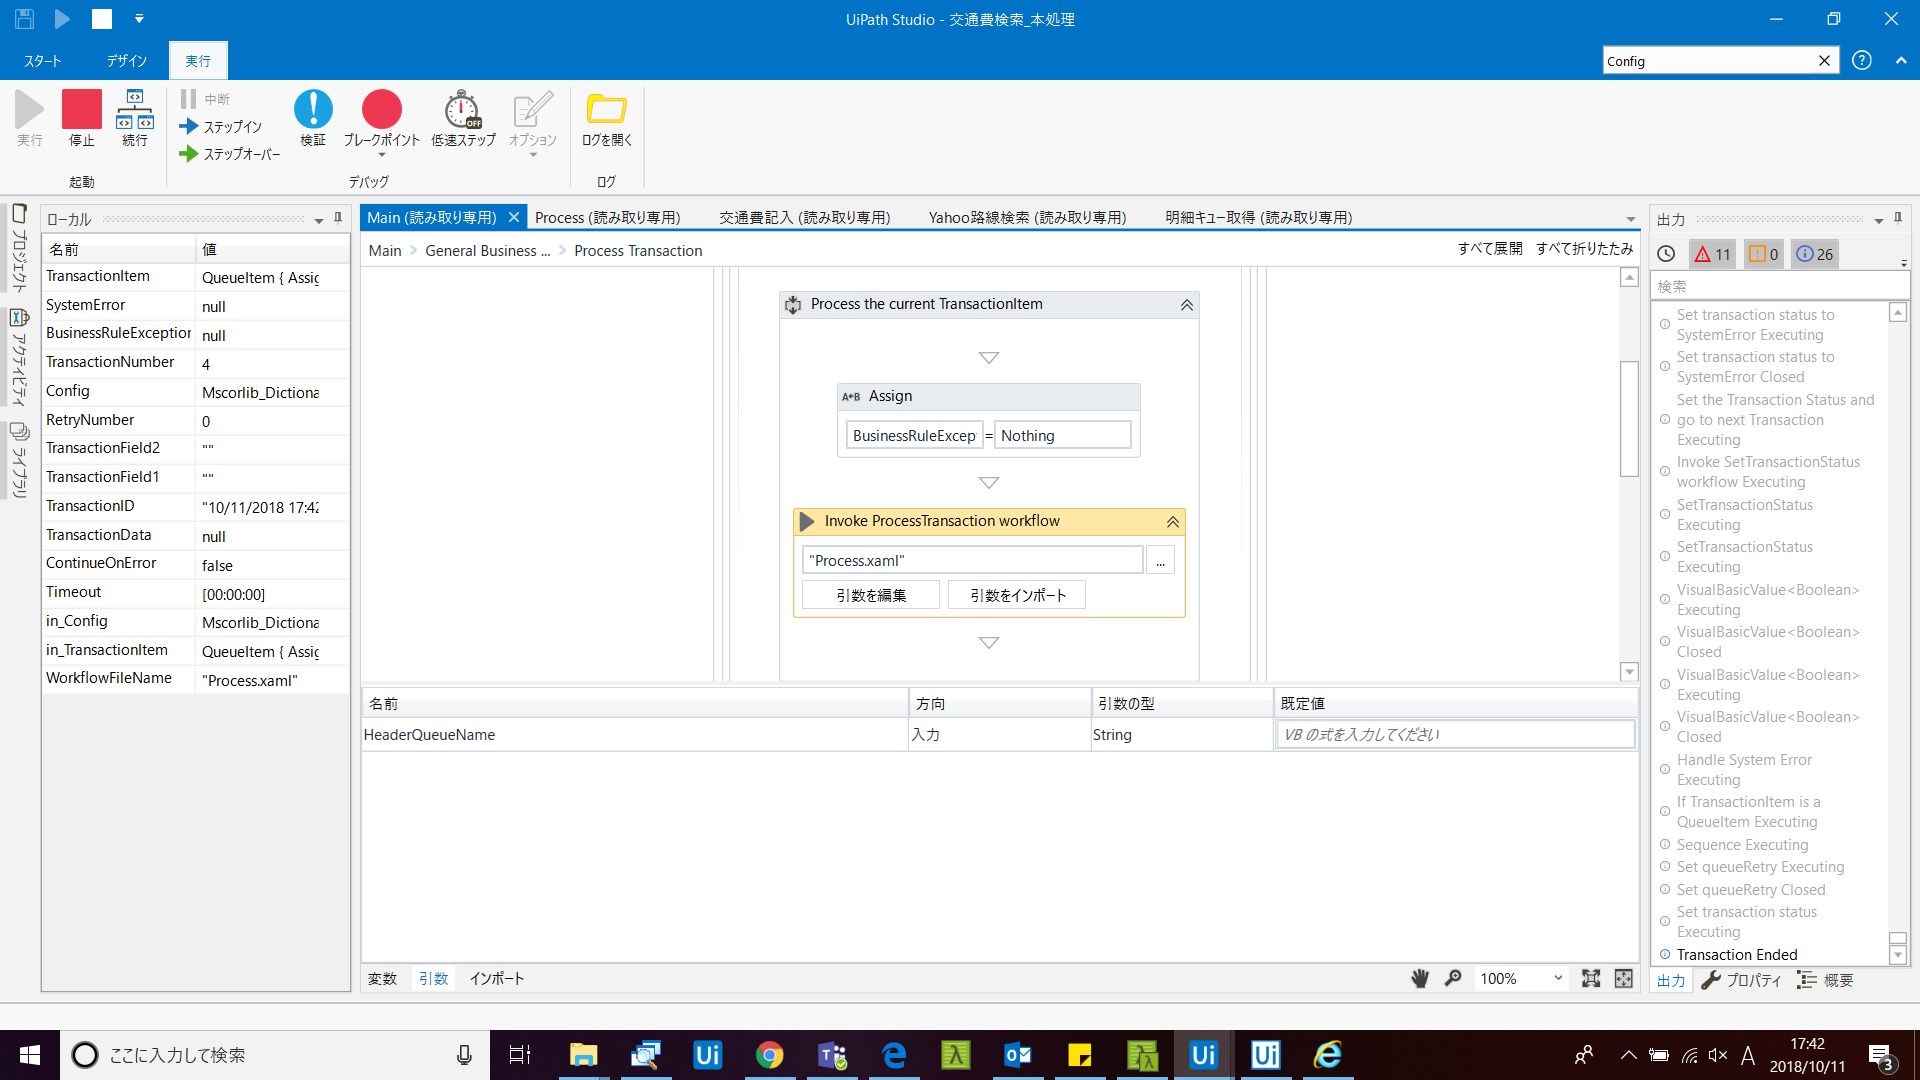 UiPath Studio - 交通費検索_本処理
スタート
デザイン
実行
Config
実行
停止
続行
中断
ステップイン
ステップオーバー
検証
ブレークポイント
低速ステップ
OFF
オプション
ログを開く
起動
デバッグ
ログ
プロジェクト
アクティビティ
ライブラリ
ローカル
名前 値
TransactionItem QueueItem { Assig
SystemError null
BusinessRuleException null
TransactionNumber 4
Config Mscorlib_Dictiona
RetryNumber 0
TransactionField2 ""
TransactionField1 ""
TransactionID "10/11/2018 17:42
TransactionData null
ContinueOnError false
Timeout [00:00:00]
in_Config Mscorlib_Dictiona
in_TransactionItem QueueItem { Assig
WorkflowFileName "Process.xaml"
Main (読み取り専用)
Process (読み取り専用)
交通費記入 (読み取り専用)
Yahoo路線検索 (読み取り専用)
明細キュー取得 (読み取り専用)
Main > General Business ... > Process Transaction
すべて展開 すべて折りたたみ
Process the current TransactionItem
A+B Assign
BusinessRuleExcep = Nothing
Invoke ProcessTransaction workflow
"Process.xaml" ...
引数を編集 引数をインポート
名前 方向 引数の型 既定値
HeaderQueueName 入力 String VB の式を入力してください
変数 引数 インポート
100%
出力
11 0 26
検索
Set transaction status to
SystemError Executing
Set transaction status to
SystemError Closed
Set the Transaction Status and
go to next Transaction
Executing
Invoke SetTransactionStatus
workflow Executing
SetTransactionStatus
Executing
SetTransactionStatus
Executing
VisualBasicValue<Boolean>
Executing
VisualBasicValue<Boolean>
Closed
VisualBasicValue<Boolean>
Executing
VisualBasicValue<Boolean>
Closed
Handle System Error
Executing
If TransactionItem is a
QueueItem Executing
Sequence Executing
Set queueRetry Executing
Set queueRetry Closed
Set transaction status
Executing
Transaction Ended
出力 プロパティ 概要
ここに入力して検索
Ui
Ui
Ui
A
17:42
2018/10/11
3